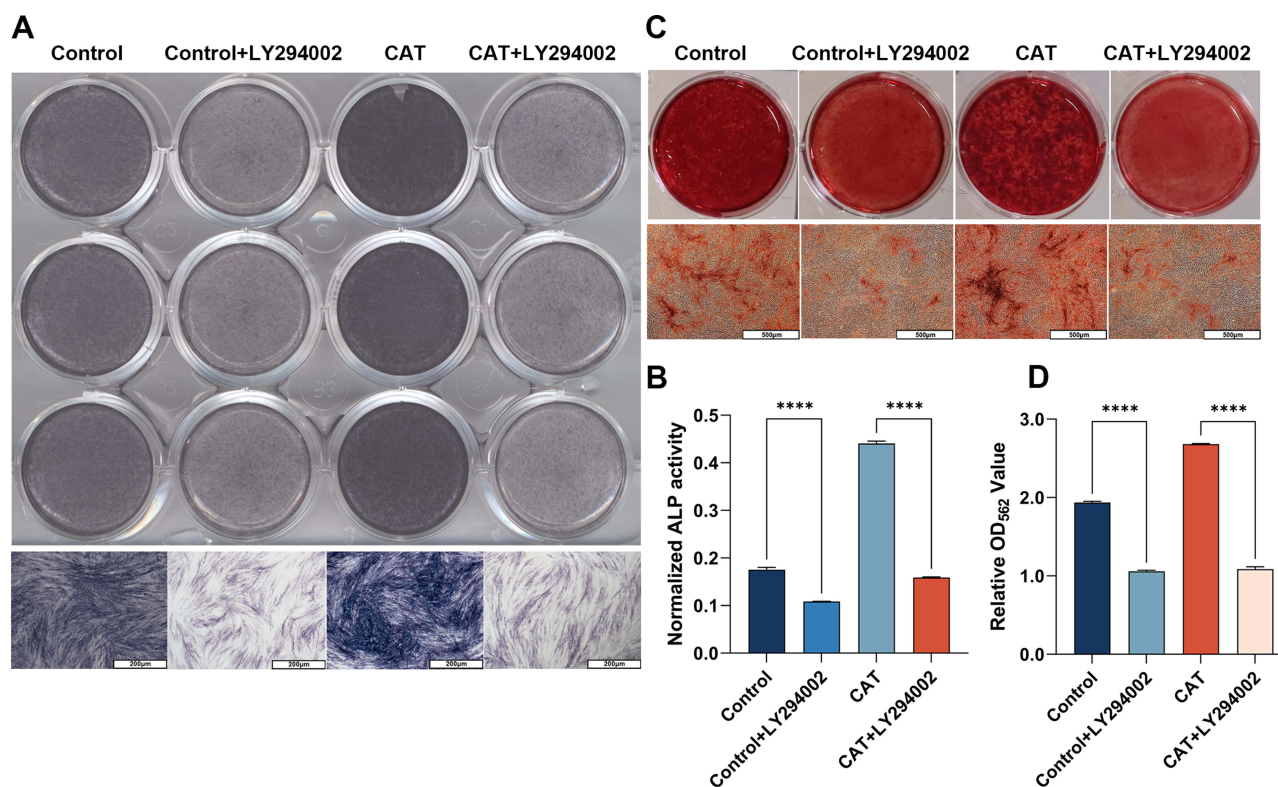 A
Control Control+LY294002 CAT CAT+LY294002
200μm 200μm 200μm 200μm
C
Control Control+LY294002 CAT CAT+LY294002
500μm 500μm 500μm 500μm
B
Normalized ALP activity
0.5
0.4
0.3
0.2
0.1
0.0
**** ****
Control
Control+LY294002
CAT
CAT+LY294002
D
Relative OD562 Value
3.0
2.0
1.0
0.0
**** ****
Control
Control+LY294002
CAT
CAT+LY294002